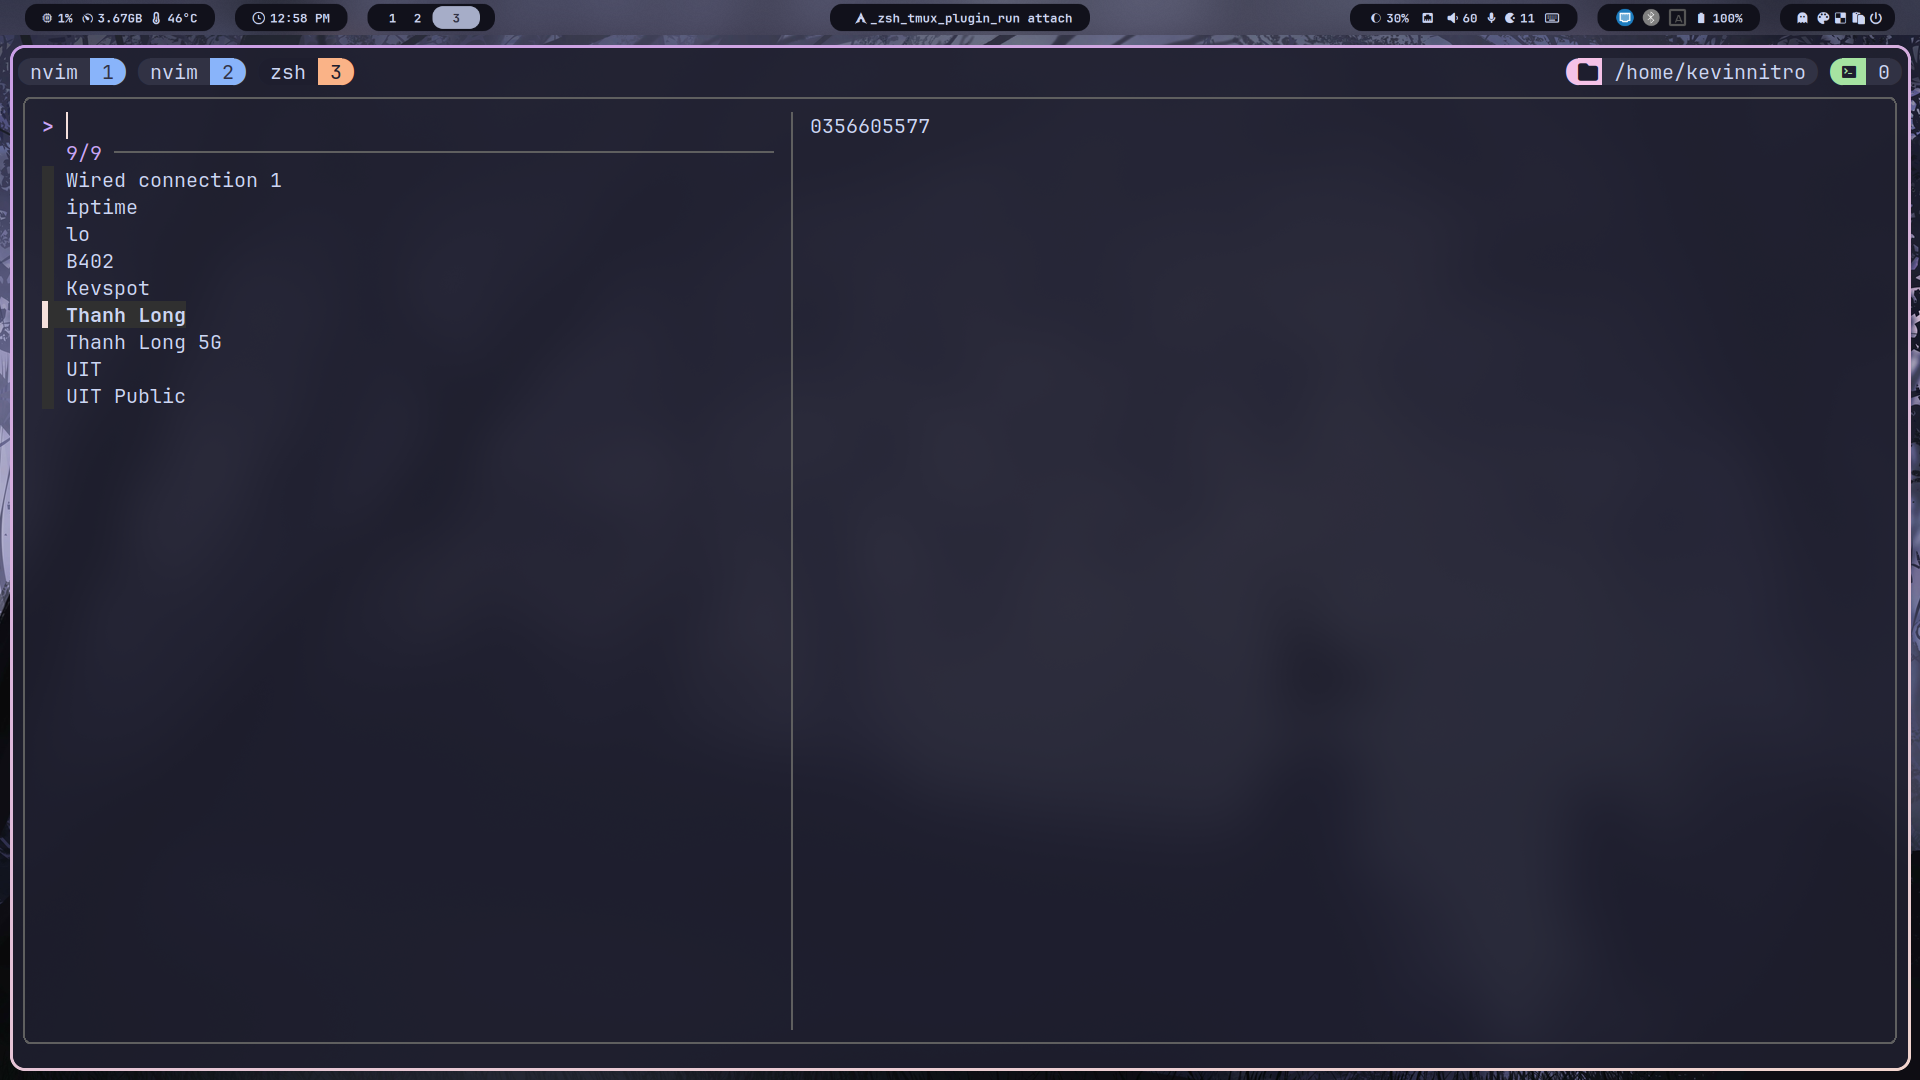 1% 3.67GB 46°C 12:58 PM 1 2 3 _zsh_tmux_plugin_run attach 30% 60 11 A 100%
nvim 1 nvim 2 zsh 3 /home/kevinnitro 0
>
9/9
Wired connection 1
iptime
lo
B402
Kevspot
Thanh Long
Thanh Long 5G
UIT
UIT Public
0356605577